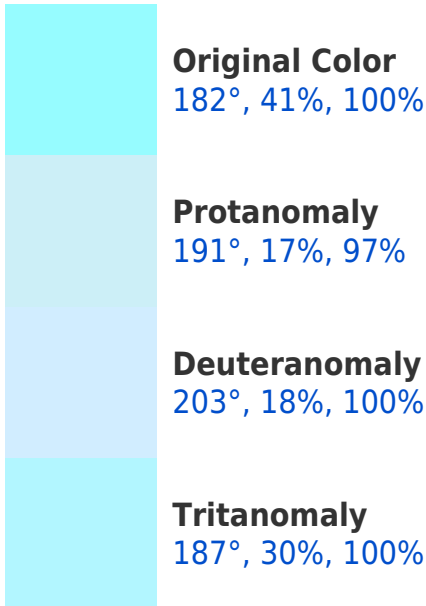 Original Color
182°, 41%, 100%
Protanomaly
191°, 17%, 97%
Deuteranomaly
203°, 18%, 100%
Tritanomaly
187°, 30%, 100%